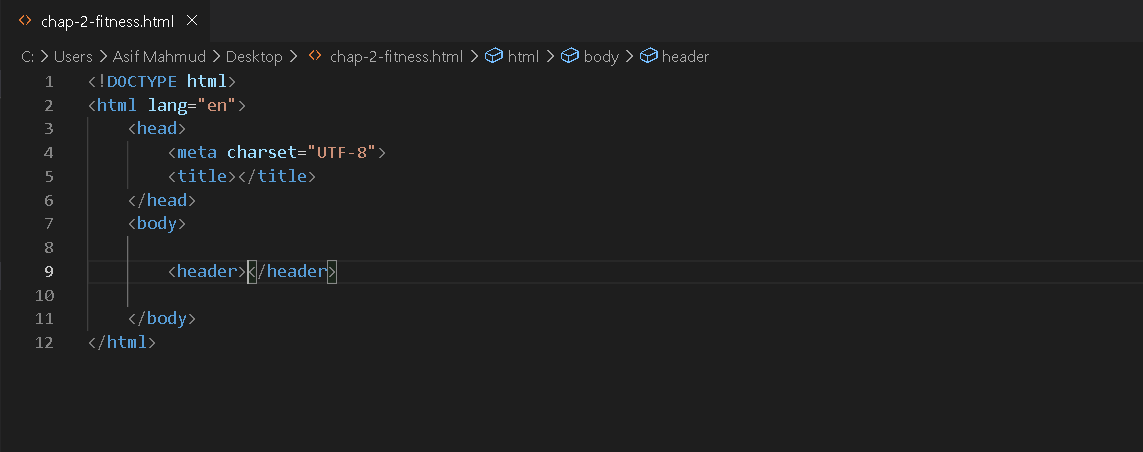 chap-2-fitness.html
C: > Users > Asif Mahmud > Desktop > chap-2-fitness.html > html > body > header
1 <!DOCTYPE html>
2 <html lang="en">
3 <head>
4 <meta charset="UTF-8">
5 <title></title>
6 </head>
7 <body>
8
9 <header></header>
10
11 </body>
12 </html>